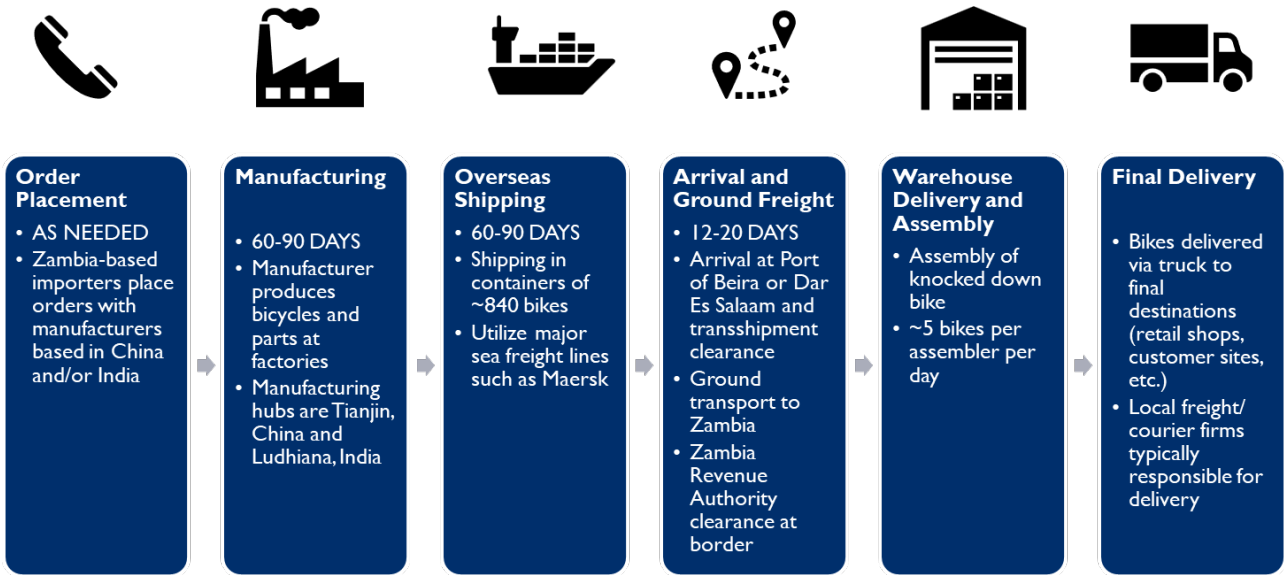 Order
Placement
• AS NEEDED
• Zambia-based
importers place
orders with
manufacturers
based in China
and/or India
Manufacturing
• 60-90 DAYS
• Manufacturer
produces
bicycles and
parts at
factories
• Manufacturing
hubs are Tianjin,
China and
Ludhiana, India
Overseas
Shipping
• 60-90 DAYS
• Shipping in
containers of
~840 bikes
• Utilize major
sea freight lines
such as Maersk
Arrival and
Ground Freight
• 12-20 DAYS
• Arrival at Port
of Beira or Dar
Es Salaam and
transshipment
clearance
• Ground
transport to
Zambia
• Zambia
Revenue
Authority
clearance at
border
Warehouse
Delivery and
Assembly
• Assembly of
knocked down
bike
• ~5 bikes per
assembler per
day
Final Delivery
• Bikes delivered
via truck to
final
destinations
(retail shops,
customer sites,
etc.)
• Local freight/
courier firms
typically
responsible for
delivery